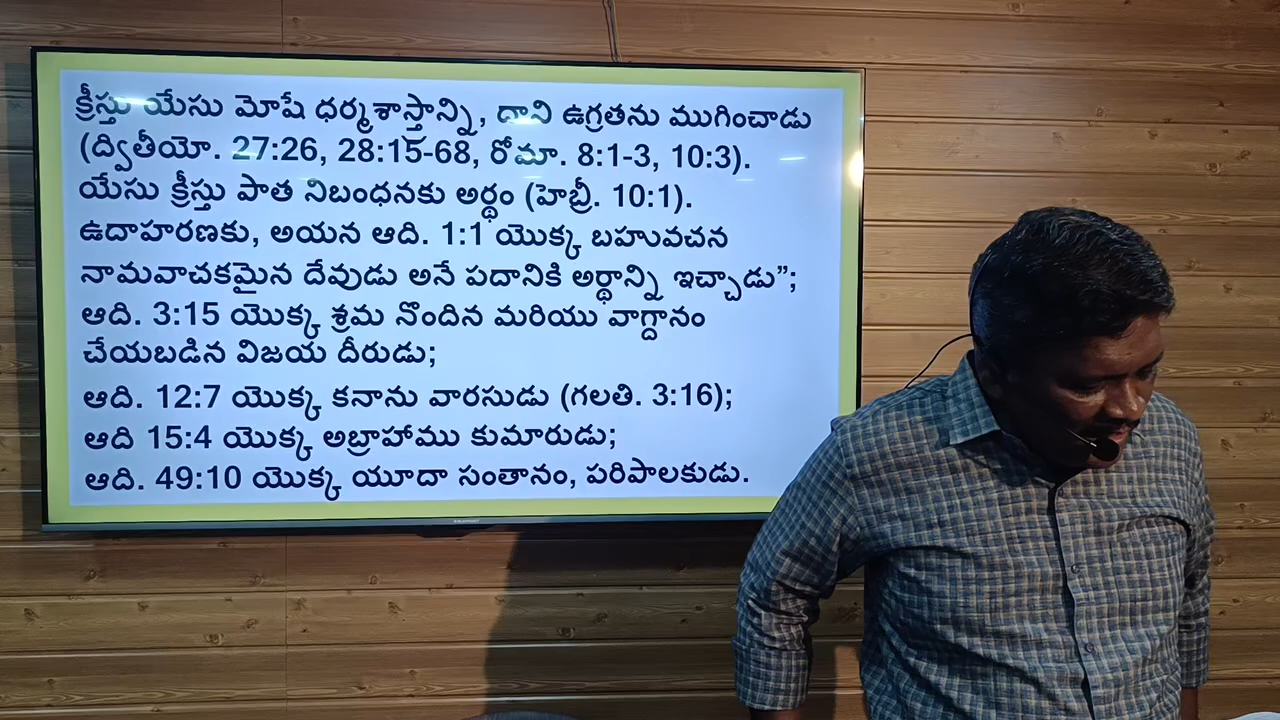 క్రీస్తు యేసు మోషే ధర్మశాస్త్రాన్ని, దాని ఉగ్రతను ముగించాడు
(ద్వితీయో. 27:26, 28:15-68, రోమా. 8:1-3, 10:3).
యేసు క్రీస్తు పాత నిబంధనకు అర్థం (హెబ్రీ. 10:1).
ఉదాహరణకు, అయన ఆది. 1:1 యొక్క బహువచన
నామవాచకమైన దేవుడు అనే పదానికి అర్థాన్ని ఇచ్చాడు”;
ఆది. 3:15 యొక్క శ్రమ నొందిన మరియు వాగ్దానం
చేయబడిన విజయ దీరుడు;
ఆది. 12:7 యొక్క కనాను వారసుడు (గలతి. 3:16);
ఆది 15:4 యొక్క అబ్రాహాము కుమారుడు;
ఆది. 49:10 యొక్క యూదా సంతానం, పరిపాలకుడు.